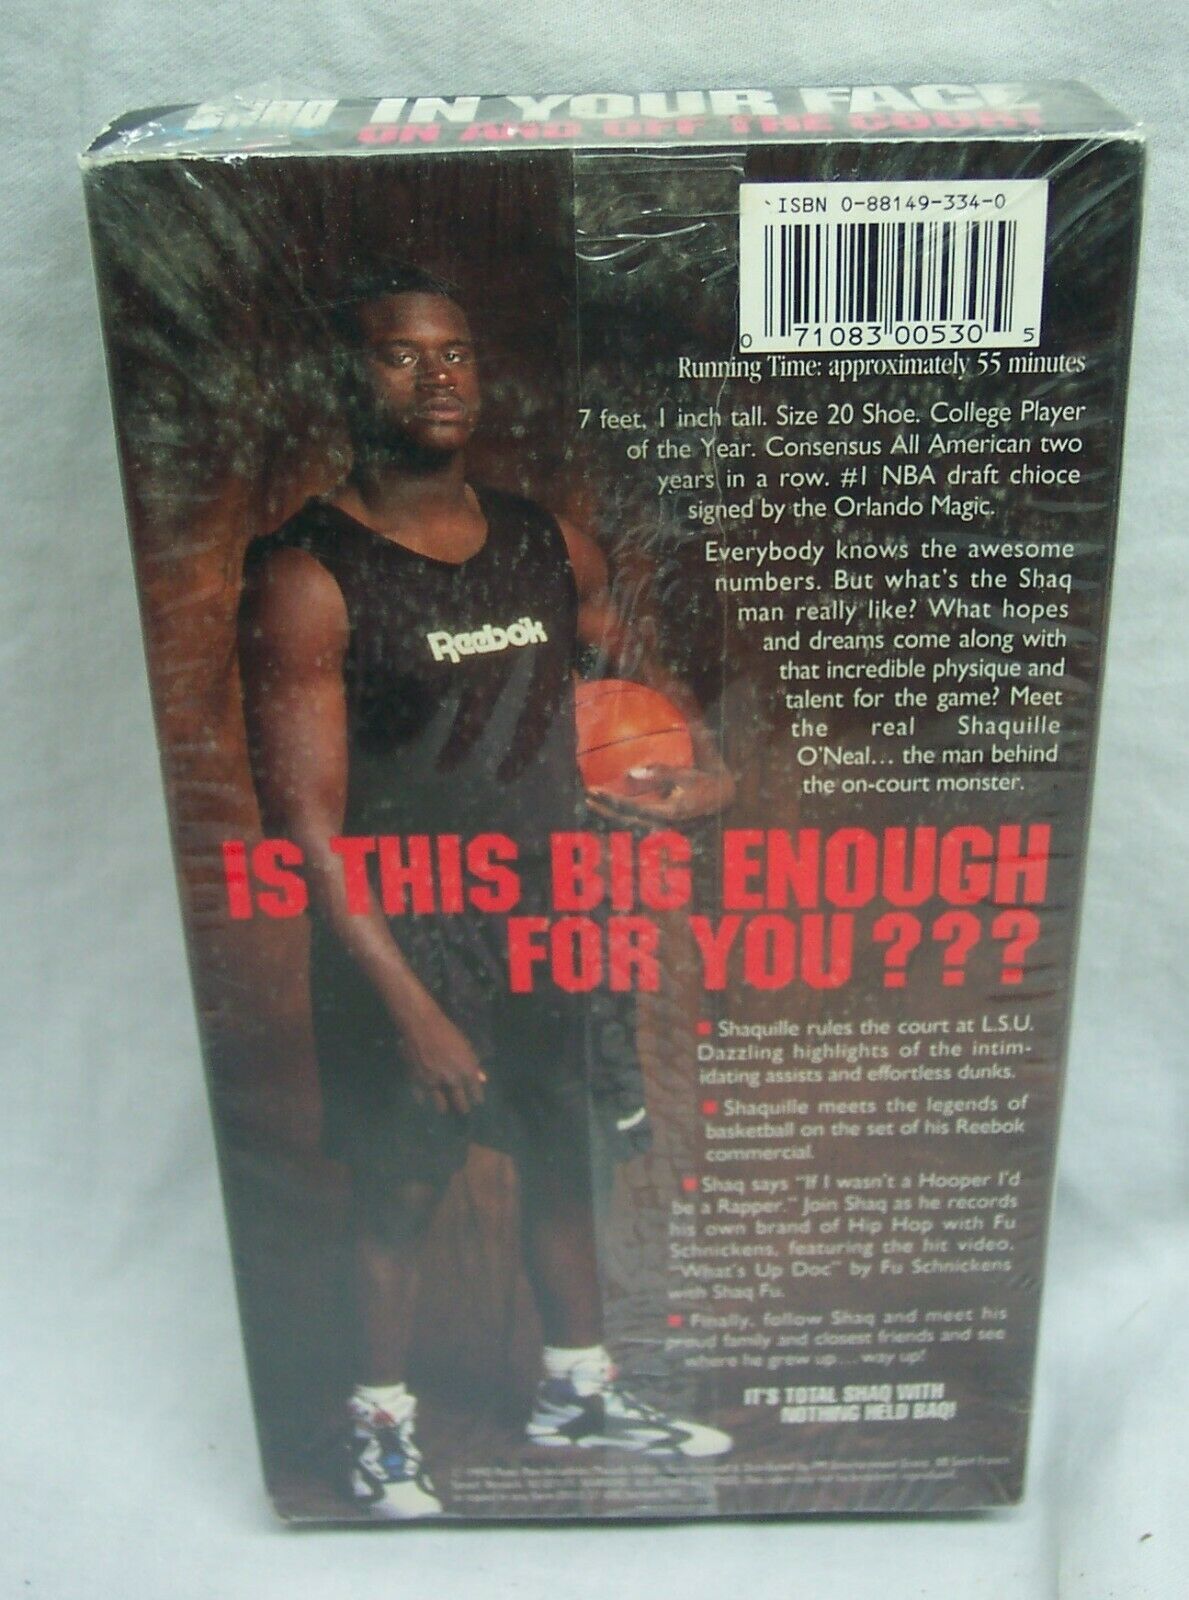 SHAQ IN YOUR FACE
ON AND OFF THE COURT
ISBN 0-88149-334-0
0 71083 00530 5
Running Time: approximately 55 minutes
7 feet, 1 inch tall. Size 20 Shoe. College Player
of the Year. Consensus All American two
years in a row. #1 NBA draft chioce
signed by the Orlando Magic.
Everybody knows the awesome
numbers. But what's the Shaq
man really like? What hopes
and dreams come along with
that incredible physique and
talent for the game? Meet
the real Shaquille
O'Neal... the man behind
the on-court monster.
Reebok
IS THIS BIG ENOUGH
FOR YOU???
■ Shaquille rules the court at L.S.U.
Dazzling highlights of the intim-
idating assists and effortless dunks.
■ Shaquille meets the legends of
basketball on the set of his Reebok
commercial.
■ Shaq says "If I wasn't a Hooper I'd
be a Rapper." Join Shaq as he records
his own brand of Hip Hop with Fu
Schnickens, featuring the hit video,
"What's Up Doc" by Fu Schnickens
with Shaq Fu.
■ Finally, follow Shaq and meet his
proud family and closest friends and see
where he grew up... way up!
IT'S TOTAL SHAQ WITH
NOTHING HELD BAQ!